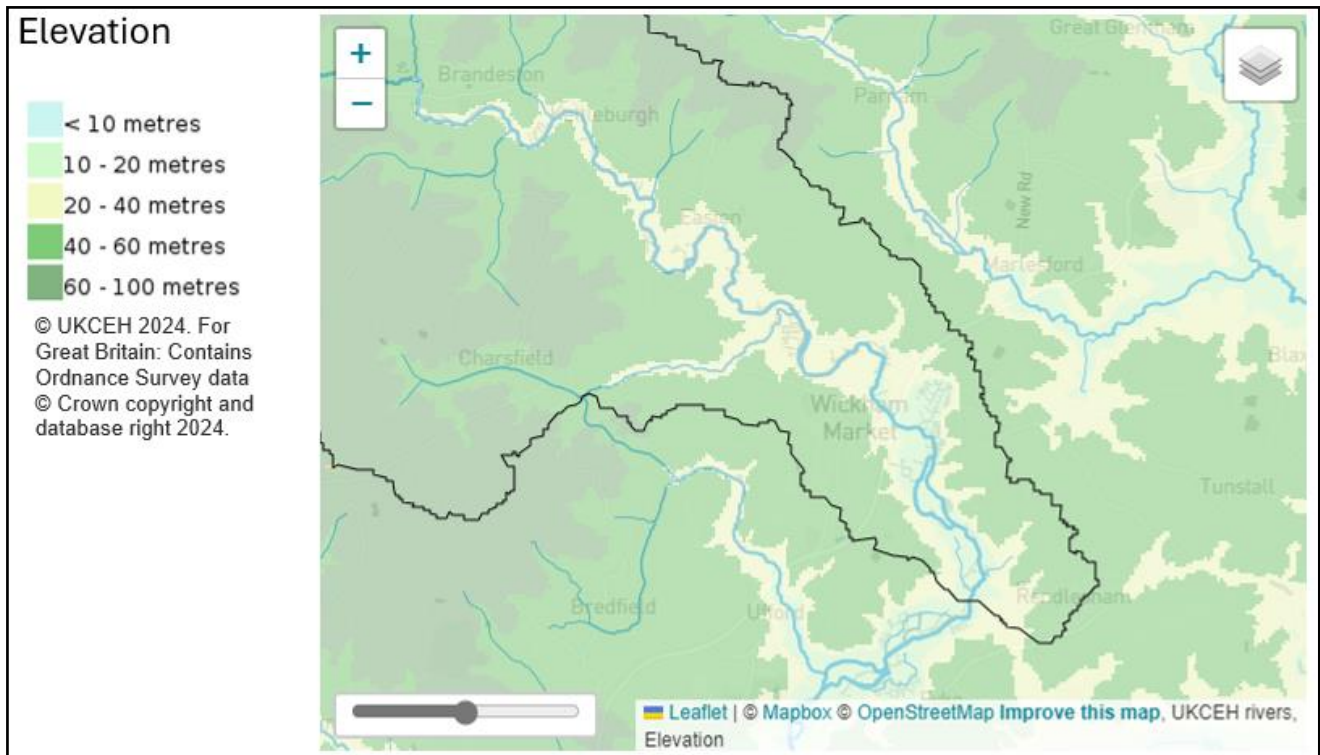 Elevation
< 10 metres
10 - 20 metres
20 - 40 metres
40 - 60 metres
60 - 100 metres
© UKCEH 2024. For
Great Britain: Contains
Ordnance Survey data
© Crown copyright and
database right 2024.
+
−
Great Glemham
Brandeston
Parham
Easton
New Rd
Marlesford
Charsfield
Wickham
Market
Tunstall
Rendlesham
Bredfield
Ufford
Leaflet | © Mapbox © OpenStreetMap Improve this map, UKCEH rivers,
Elevation